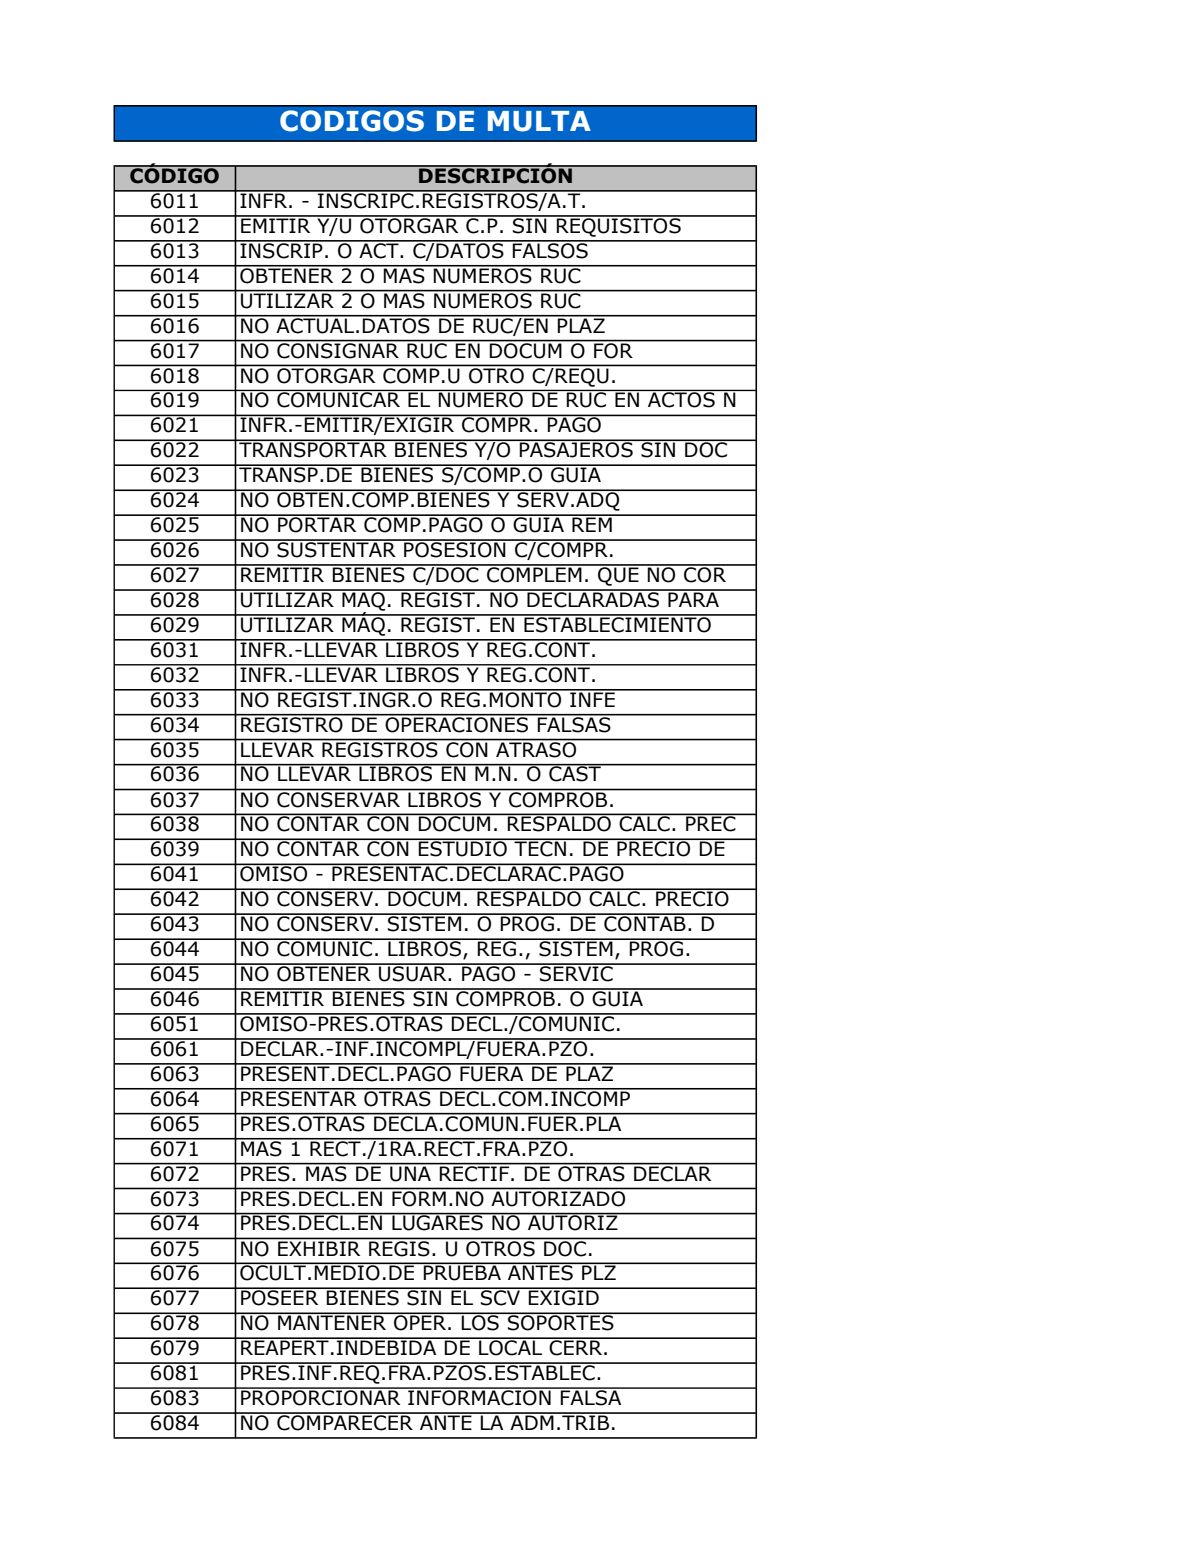 CODIGOS DE MULTA
CÓDIGO DESCRIPCIÓN
6011 INFR. - INSCRIPC.REGISTROS/A.T.
6012 EMITIR Y/U OTORGAR C.P. SIN REQUISITOS
6013 INSCRIP. O ACT. C/DATOS FALSOS
6014 OBTENER 2 O MAS NUMEROS RUC
6015 UTILIZAR 2 O MAS NUMEROS RUC
6016 NO ACTUAL.DATOS DE RUC/EN PLAZ
6017 NO CONSIGNAR RUC EN DOCUM O FOR
6018 NO OTORGAR COMP.U OTRO C/REQU.
6019 NO COMUNICAR EL NUMERO DE RUC EN ACTOS N
6021 INFR.-EMITIR/EXIGIR COMPR. PAGO
6022 TRANSPORTAR BIENES Y/O PASAJEROS SIN DOC
6023 TRANSP.DE BIENES S/COMP.O GUIA
6024 NO OBTEN.COMP.BIENES Y SERV.ADQ
6025 NO PORTAR COMP.PAGO O GUIA REM
6026 NO SUSTENTAR POSESION C/COMPR.
6027 REMITIR BIENES C/DOC COMPLEM. QUE NO COR
6028 UTILIZAR MAQ. REGIST. NO DECLARADAS PARA
6029 UTILIZAR MÁQ. REGIST. EN ESTABLECIMIENTO
6031 INFR.-LLEVAR LIBROS Y REG.CONT.
6032 INFR.-LLEVAR LIBROS Y REG.CONT.
6033 NO REGIST.INGR.O REG.MONTO INFE
6034 REGISTRO DE OPERACIONES FALSAS
6035 LLEVAR REGISTROS CON ATRASO
6036 NO LLEVAR LIBROS EN M.N. O CAST
6037 NO CONSERVAR LIBROS Y COMPROB.
6038 NO CONTAR CON DOCUM. RESPALDO CALC. PREC
6039 NO CONTAR CON ESTUDIO TECN. DE PRECIO DE
6041 OMISO - PRESENTAC.DECLARAC.PAGO
6042 NO CONSERV. DOCUM. RESPALDO CALC. PRECIO
6043 NO CONSERV. SISTEM. O PROG. DE CONTAB. D
6044 NO COMUNIC. LIBROS, REG., SISTEM, PROG.
6045 NO OBTENER USUAR. PAGO - SERVIC
6046 REMITIR BIENES SIN COMPROB. O GUIA
6051 OMISO-PRES.OTRAS DECL./COMUNIC.
6061 DECLAR.-INF.INCOMPL/FUERA.PZO.
6063 PRESENT.DECL.PAGO FUERA DE PLAZ
6064 PRESENTAR OTRAS DECL.COM.INCOMP
6065 PRES.OTRAS DECLA.COMUN.FUER.PLA
6071 MAS 1 RECT./1RA.RECT.FRA.PZO.
6072 PRES. MAS DE UNA RECTIF. DE OTRAS DECLAR
6073 PRES.DECL.EN FORM.NO AUTORIZADO
6074 PRES.DECL.EN LUGARES NO AUTORIZ
6075 NO EXHIBIR REGIS. U OTROS DOC.
6076 OCULT.MEDIO.DE PRUEBA ANTES PLZ
6077 POSEER BIENES SIN EL SCV EXIGID
6078 NO MANTENER OPER. LOS SOPORTES
6079 REAPERT.INDEBIDA DE LOCAL CERR.
6081 PRES.INF.REQ.FRA.PZOS.ESTABLEC.
6083 PROPORCIONAR INFORMACION FALSA
6084 NO COMPARECER ANTE LA ADM.TRIB.